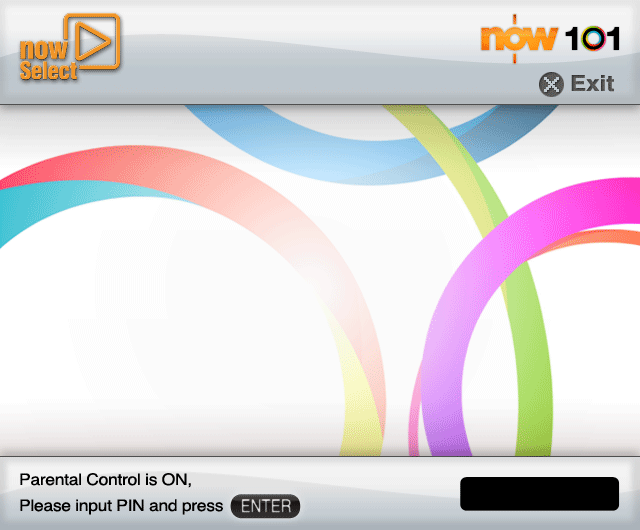 now
Select
now 101
Exit
Parental Control is ON,
Please input PIN and press ENTER